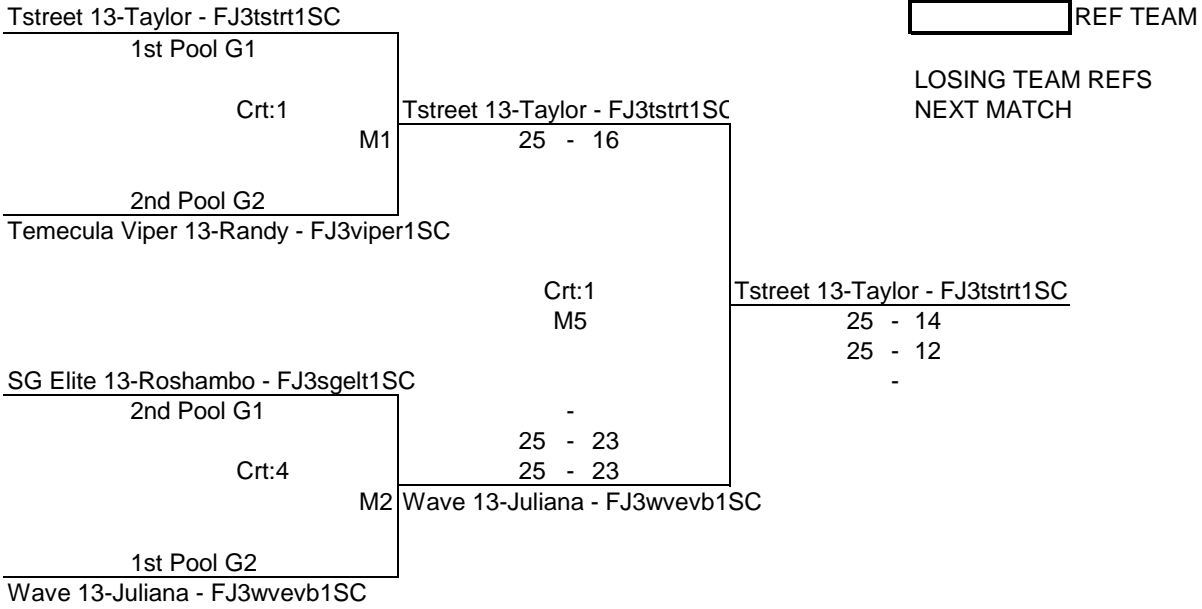 Tstreet 13-Taylor - FJ3tstrt1SC
REF TEAM
1st Pool G1
LOSING TEAM REFS
NEXT MATCH
Crt:1
Tstreet 13-Taylor - FJ3tstrt1SC
M1
25 - 16
2nd Pool G2
Temecula Viper 13-Randy - FJ3viper1SC
Crt:1
M5
Tstreet 13-Taylor - FJ3tstrt1SC
25 - 14
25 - 12
-
SG Elite 13-Roshambo - FJ3sgelt1SC
2nd Pool G1
-
25 - 23
Crt:4
25 - 23
M2
Wave 13-Juliana - FJ3wvevb1SC
1st Pool G2
Wave 13-Juliana - FJ3wvevb1SC